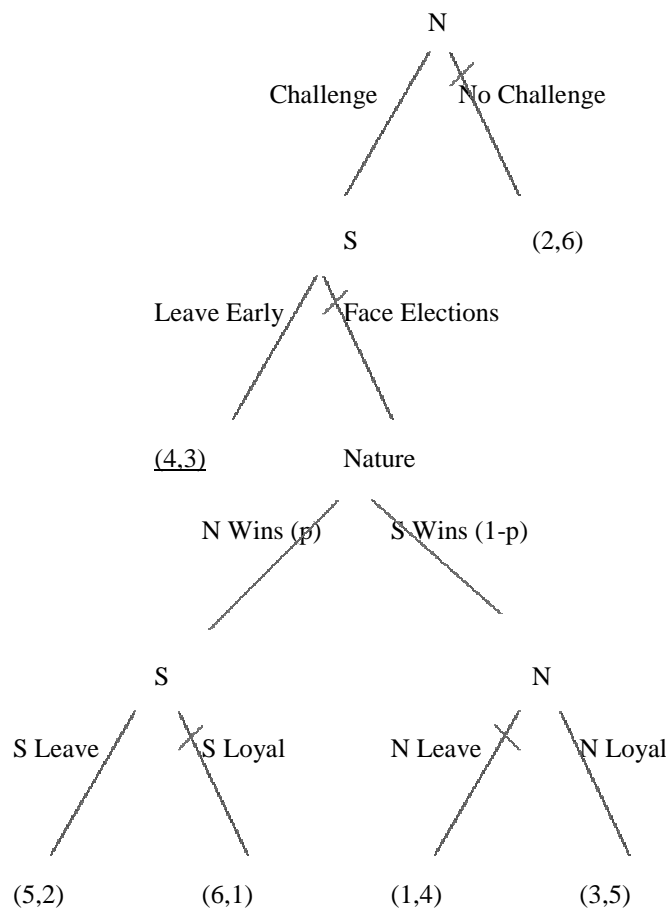 N
Challenge No Challenge
S (2,6)
Leave Early Face Elections
(4,3) Nature
N Wins (p) S Wins (1-p)
S N
S Leave S Loyal N Leave N Loyal
(5,2) (6,1) (1,4) (3,5)